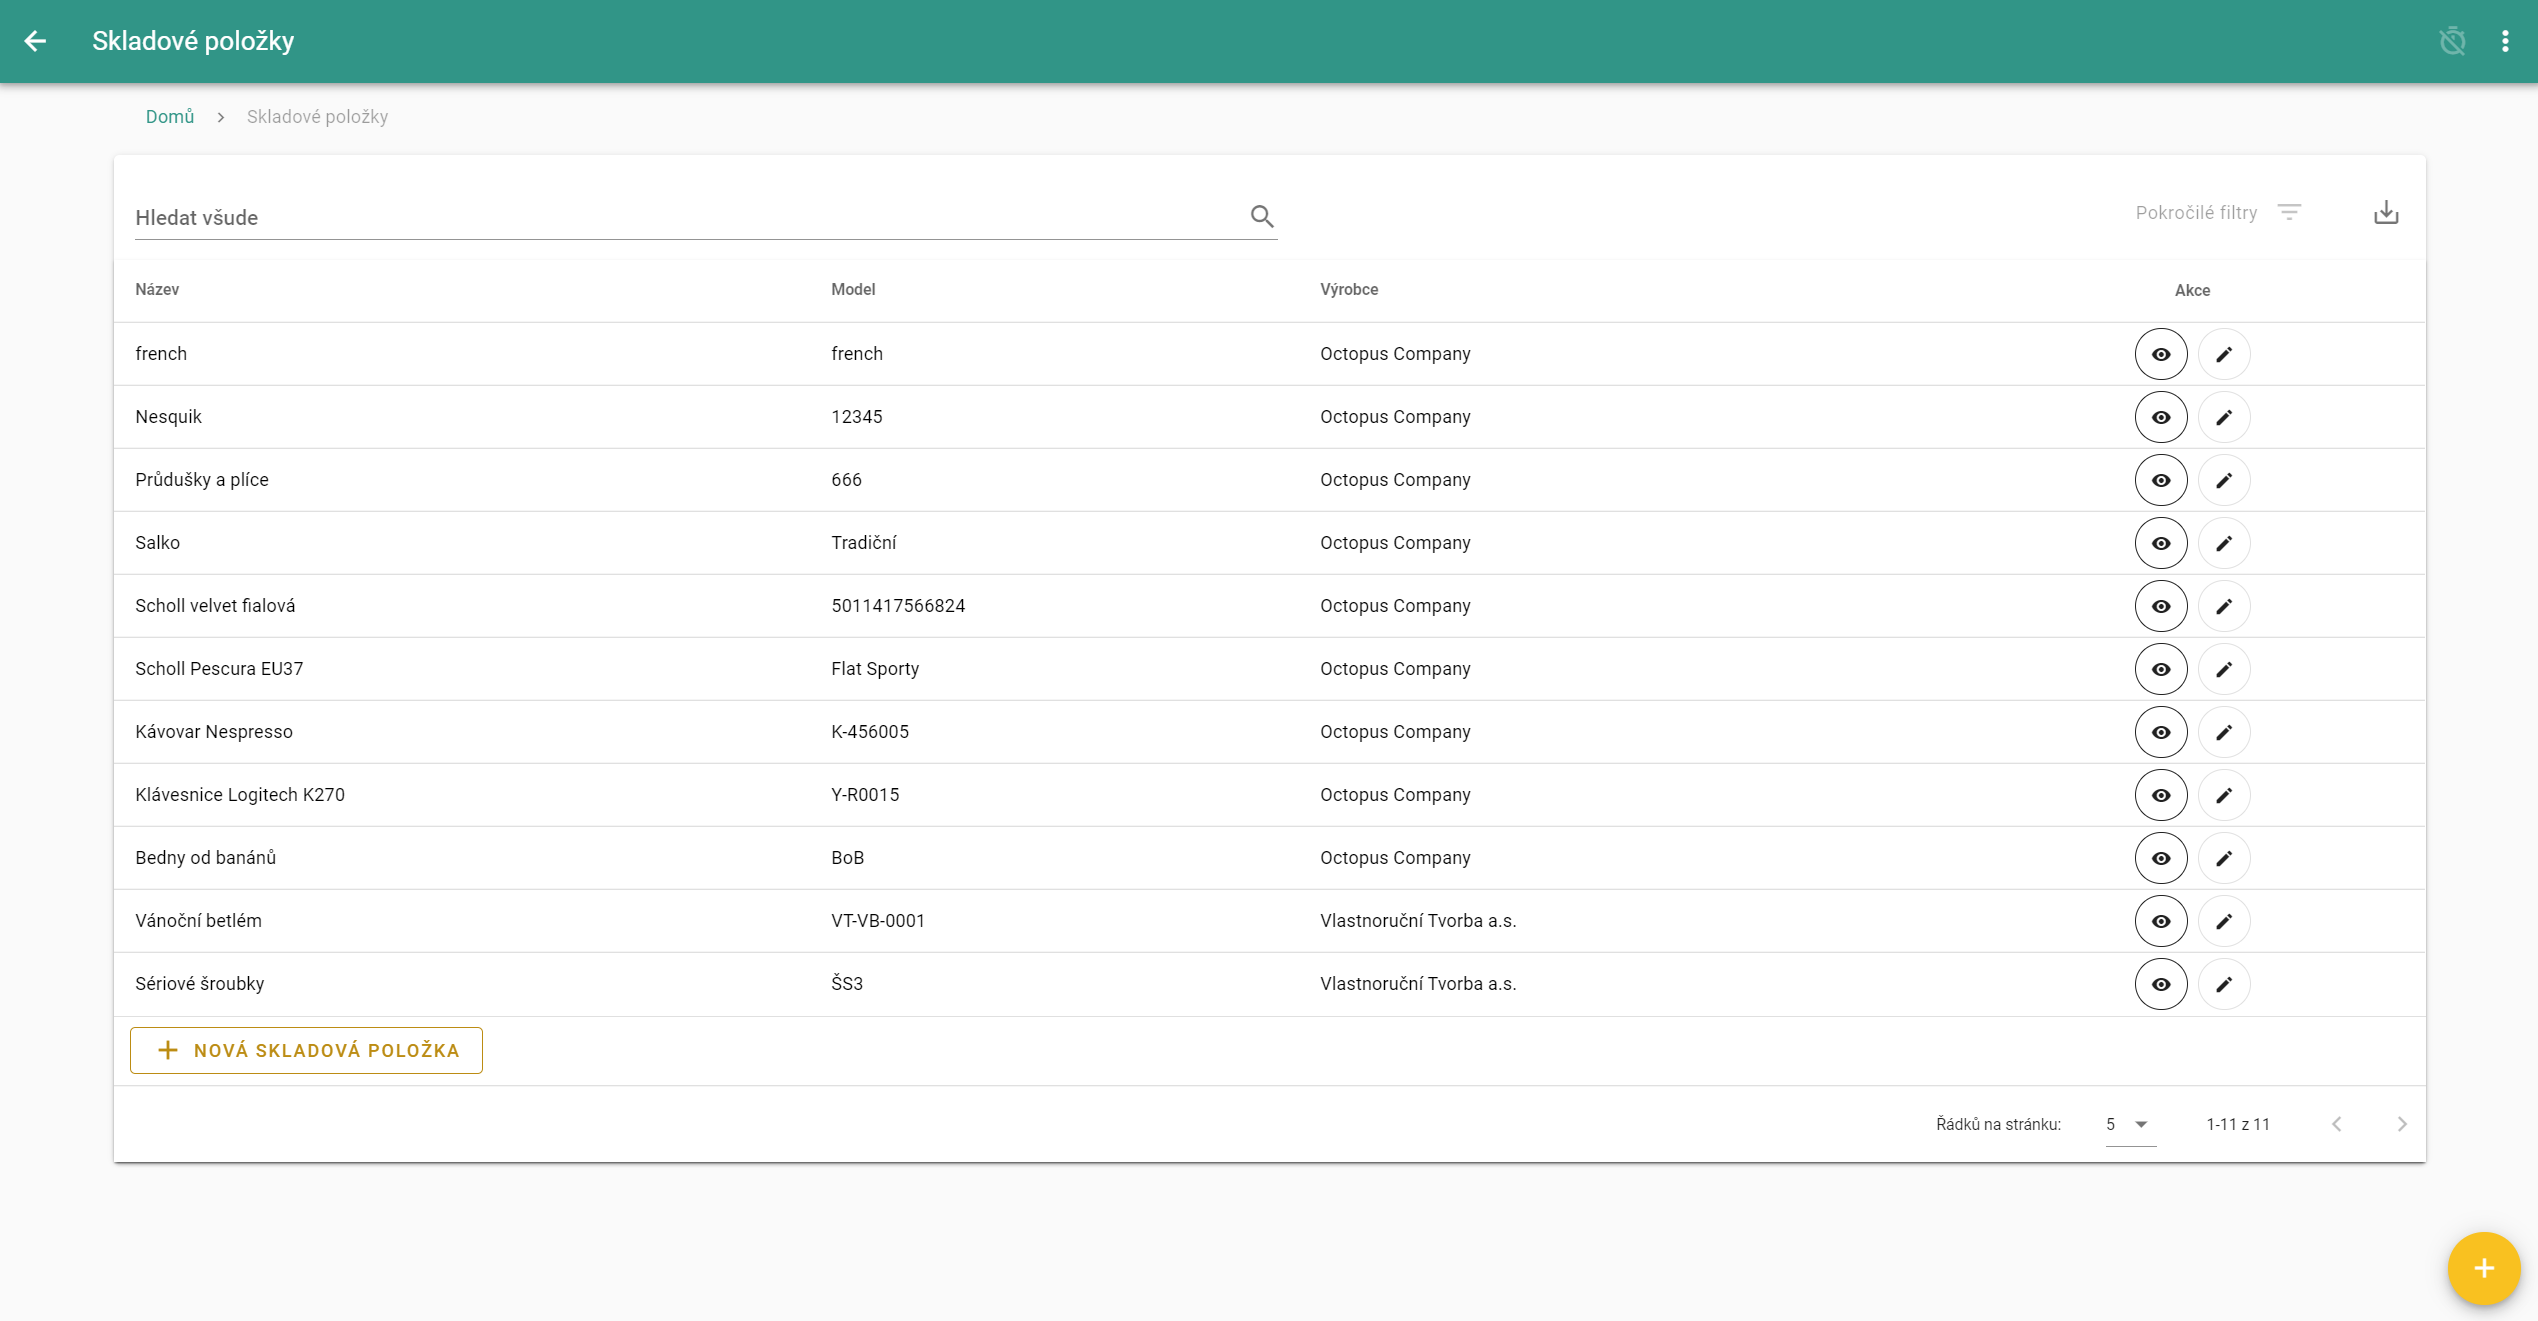 Skladové položky
Domů > Skladové položky
Hledat všude
Pokročilé filtry
Název Model Výrobce Akce
french french Octopus Company
Nesquik 12345 Octopus Company
Průdušky a plíce 666 Octopus Company
Salko Tradiční Octopus Company
Scholl velvet fialová 5011417566824 Octopus Company
Scholl Pescura EU37 Flat Sporty Octopus Company
Kávovar Nespresso K-456005 Octopus Company
Klávesnice Logitech K270 Y-R0015 Octopus Company
Bedny od banánů BoB Octopus Company
Vánoční betlém VT-VB-0001 Vlastnoruční Tvorba a.s.
Sériové šroubky ŠS3 Vlastnoruční Tvorba a.s.
+ NOVÁ SKLADOVÁ POLOŽKA
Řádků na stránku: 5 1-11 z 11